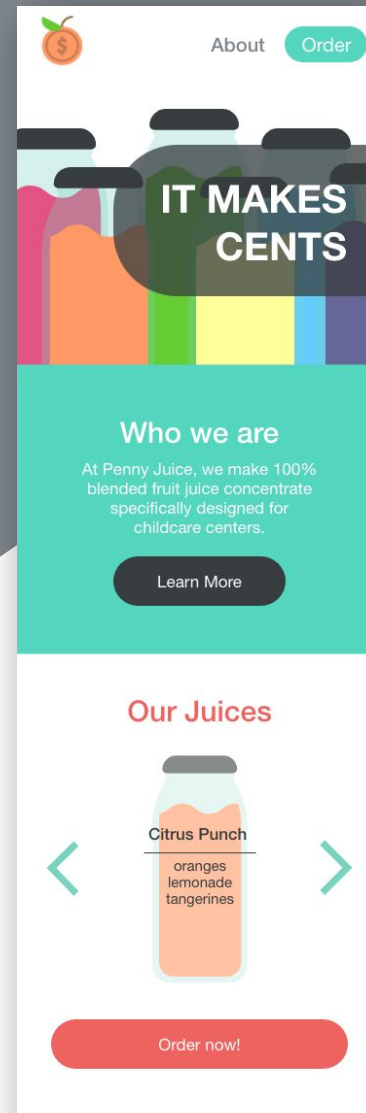 $
About
Order
IT MAKES
CENTS
Who we are
At Penny Juice, we make 100%
blended fruit juice concentrate
specifically designed for
childcare centers.
Learn More
Our Juices
Citrus Punch
oranges
lemonade
tangerines
Order now!